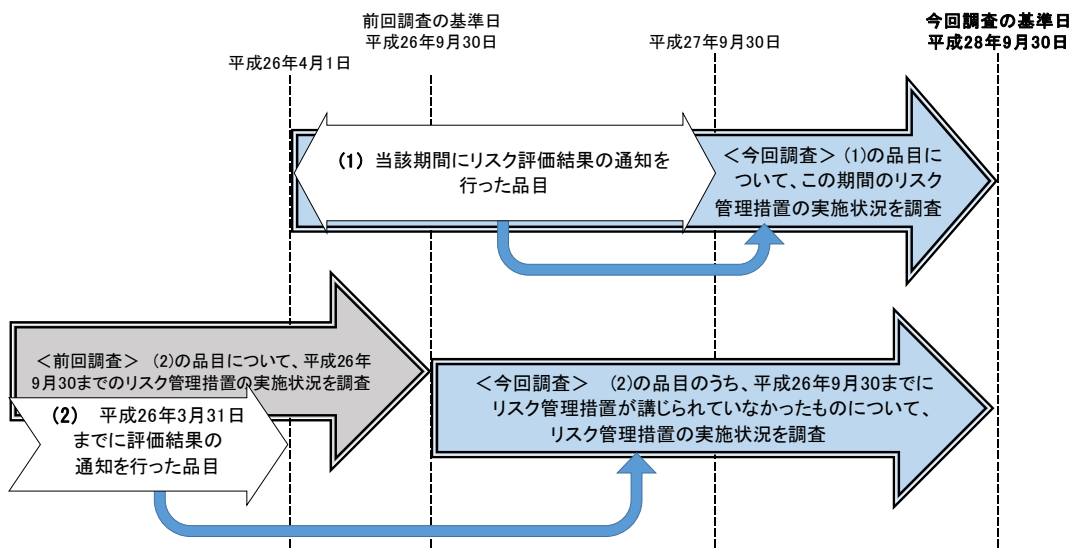 前回調査の基準日
平成26年9月30日
今回調査の基準日
平成28年9月30日
平成27年9月30日
平成26年4月1日
(1) 当該期間にリスク評価結果の通知を
行った品目
＜今回調査＞ (1)の品目に
ついて、この期間のリスク
管理措置の実施状況を調査
＜前回調査＞ (2)の品目について、平成26年
9月30までのリスク管理措置の実施状況を調査
(2) 平成26年3月31日
までに評価結果の
通知を行った品目
＜今回調査＞ (2)の品目のうち、平成26年9月30までに
リスク管理措置が講じられていなかったものについて、
リスク管理措置の実施状況を調査